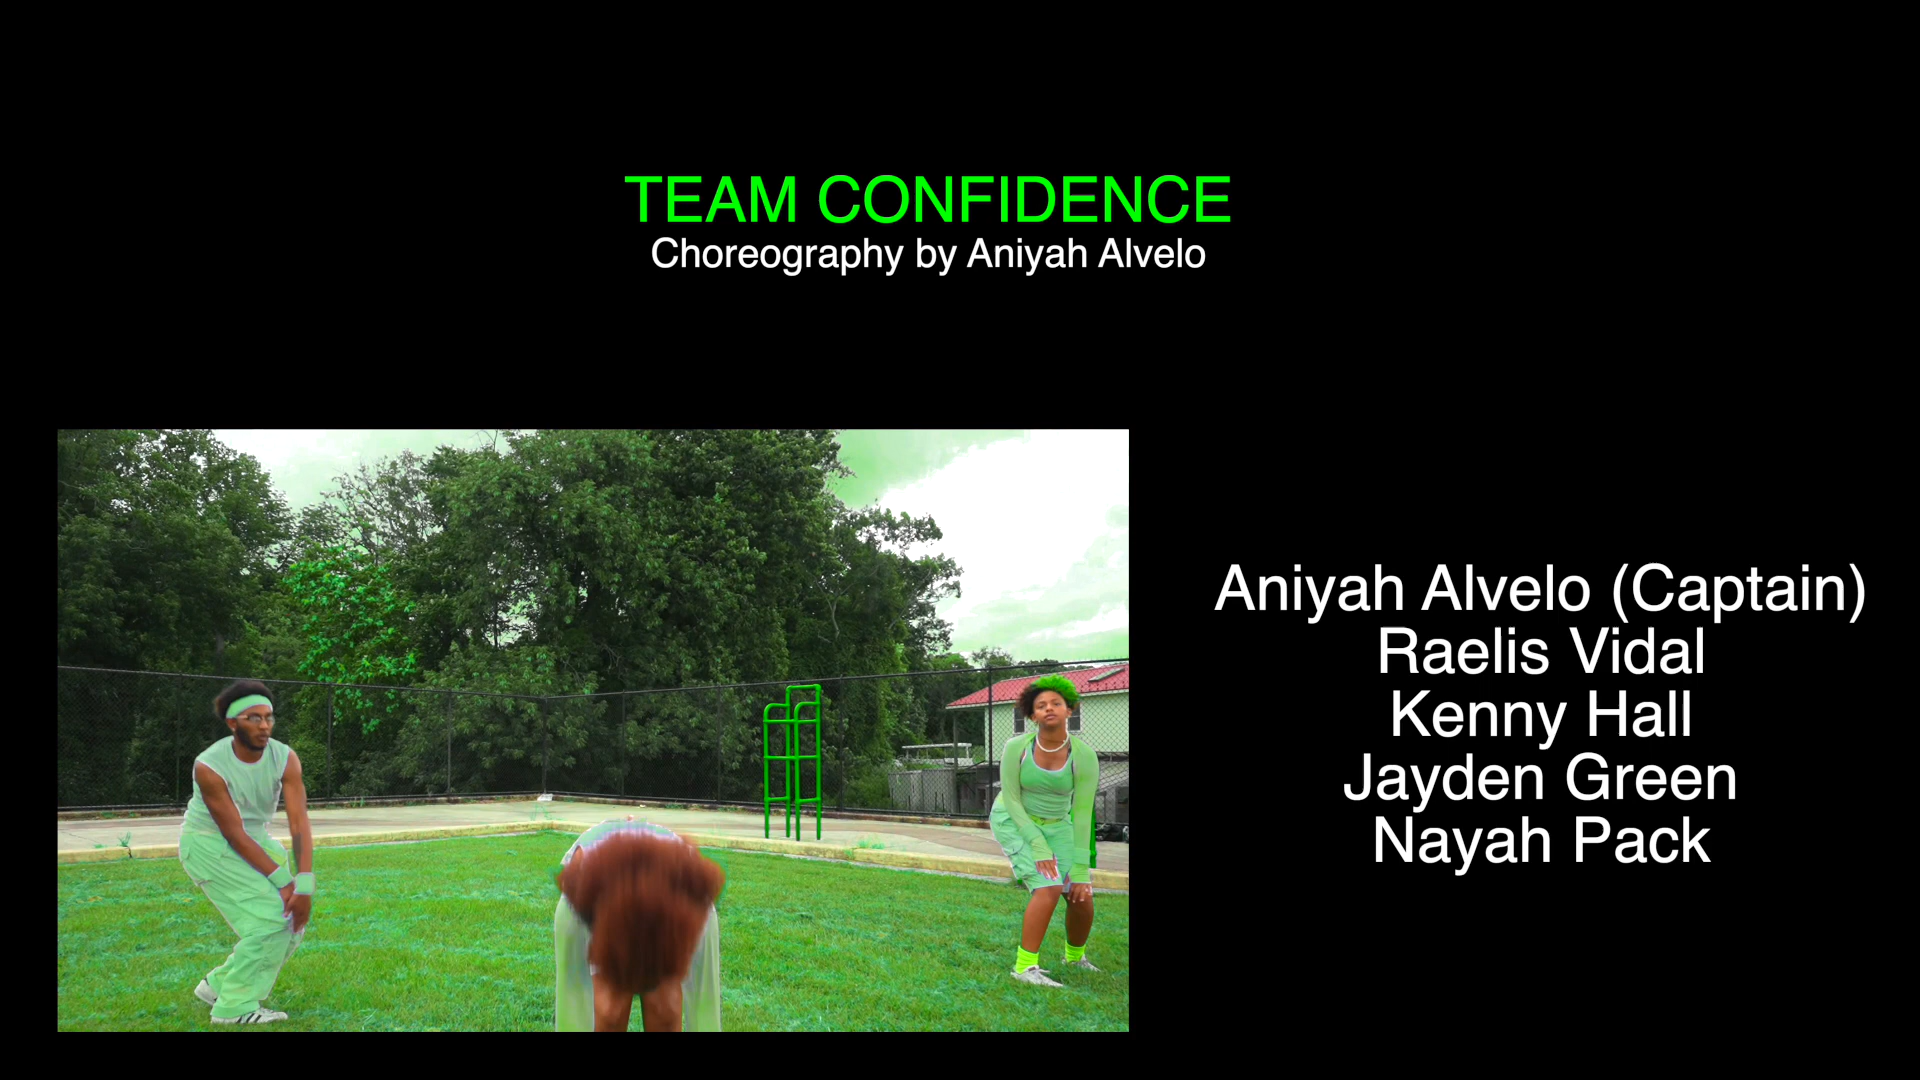 TEAM CONFIDENCE
Choreography by Aniyah Alvelo
Aniyah Alvelo (Captain)
Raelis Vidal
Kenny Hall
Jayden Green
Nayah Pack